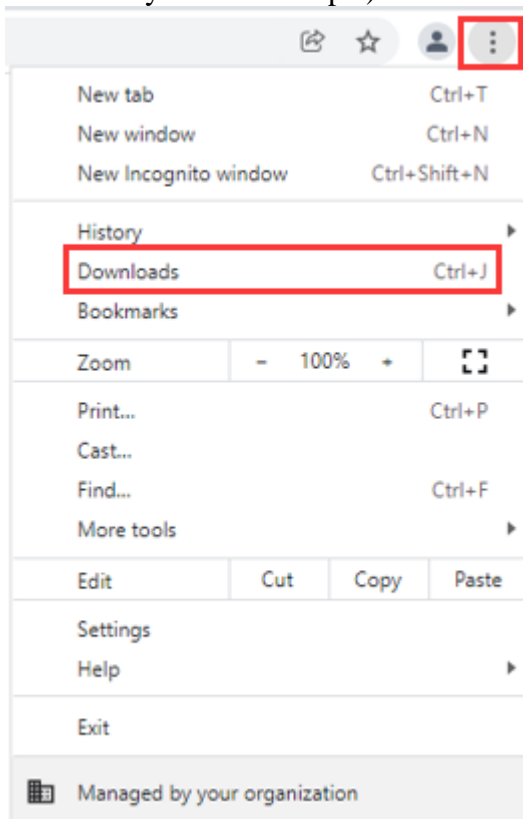 New tab Ctrl+T
New window Ctrl+N
New Incognito window Ctrl+Shift+N
History
Downloads Ctrl+J
Bookmarks
Zoom - 100% +
Print... Ctrl+P
Cast...
Find... Ctrl+F
More tools
Edit Cut Copy Paste
Settings
Help
Exit
Managed by your organization